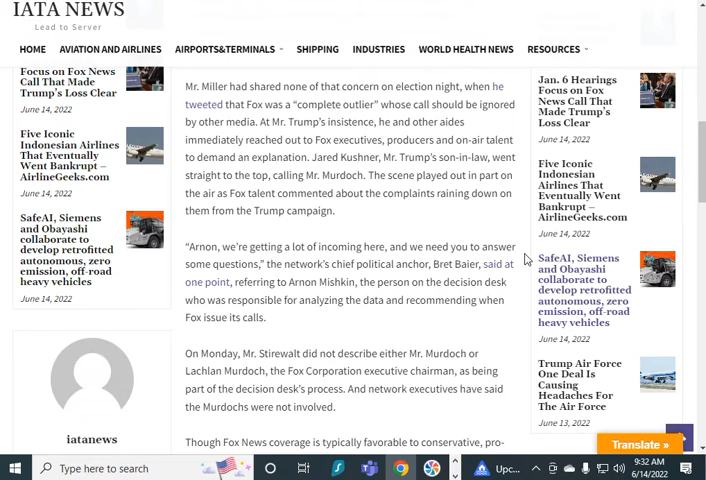 IATA NEWS
Lead to Server
HOME AVIATION AND AIRLINES AIRPORTS&TERMINALS SHIPPING INDUSTRIES WORLD HEALTH NEWS RESOURCES
Focus on Fox News
Call That Made
Trump's Loss Clear
June 14, 2022
Five Iconic
Indonesian Airlines
That Eventually
Went Bankrupt –
AirlineGeeks.com
June 14, 2022
SafeAI, Siemens
and Obayashi
collaborate to
develop retrofitted
autonomous, zero
emission, off-road
heavy vehicles
June 14, 2022
iatanews
Mr. Miller had shared none of that concern on election night, when he
tweeted that Fox was a “complete outlier” whose call should be ignored
by other media. At Mr. Trump’s insistence, he and other aides
immediately reached out to Fox executives, producers and on-air talent
to demand an explanation. Jared Kushner, Mr. Trump’s son-in-law, went
straight to the top, calling Mr. Murdoch. The scene played out in part on
the air as Fox talent commented about the complaints raining down on
them from the Trump campaign.
“Arnon, we’re getting a lot of incoming here, and we need you to answer
some questions,” the network’s chief political anchor, Bret Baier, said at
one point, referring to Arnon Mishkin, the person on the decision desk
who was responsible for analyzing the data and recommending when
Fox issue its calls.
On Monday, Mr. Stirewalt did not describe either Mr. Murdoch or
Lachlan Murdoch, the Fox Corporation executive chairman, as being
part of the decision desk’s process. And network executives have said
the Murdochs were not involved.
Though Fox News coverage is typically favorable to conservative, pro-
Jan. 6 Hearings
Focus on Fox
News Call That
Made Trump's
Loss Clear
June 14, 2022
Five Iconic
Indonesian
Airlines That
Eventually Went
Bankrupt –
AirlineGeeks.com
June 14, 2022
SafeAI, Siemens
and Obayashi
collaborate to
develop retrofitted
autonomous, zero
emission, off-road
heavy vehicles
June 14, 2022
Trump Air Force
One Deal Is
Causing
Headaches For
The Air Force
June 13, 2022
Translate »
Type here to search
Upc...
9:32 AM
6/14/2022